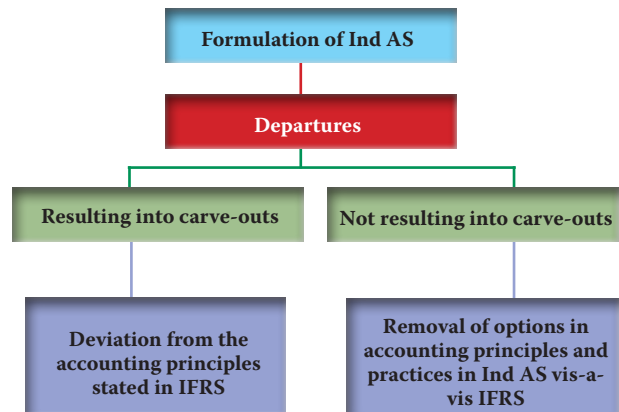 Formulation of Ind AS
Departures
Resulting into carve-outs
Not resulting into carve-outs
Deviation from the
accounting principles
stated in IFRS
Removal of options in
accounting principles and
practices in Ind AS vis-a-
vis IFRS